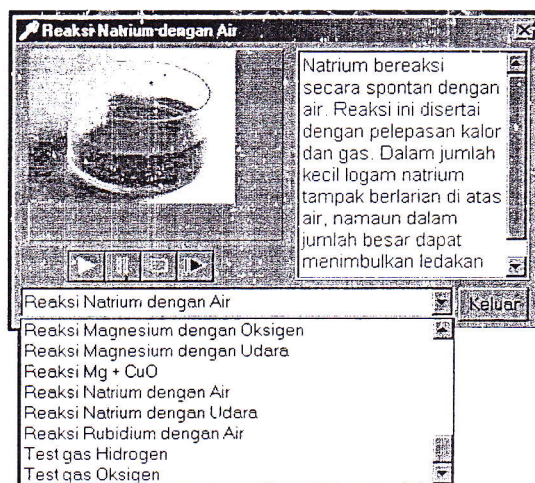 Reaksi Natrium dengan Air
Natrium bereaksi
secara spontan dengan
air. Reaksi ini disertai
dengan pelepasan kalor
dan gas. Dalam jumlah
kecil logam natrium
tampak berlarian di atas
air, namaun dalam
jumlah besar dapat
menimbulkan ledakan
Reaksi Natrium dengan Air
Keluar
Reaksi Magnesium dengan Oksigen
Reaksi Magnesium dengan Udara
Reaksi Mg + CuO
Reaksi Natrium dengan Air
Reaksi Natrium dengan Udara
Reaksi Rubidium dengan Air
Test gas Hidrogen
Test gas Oksigen